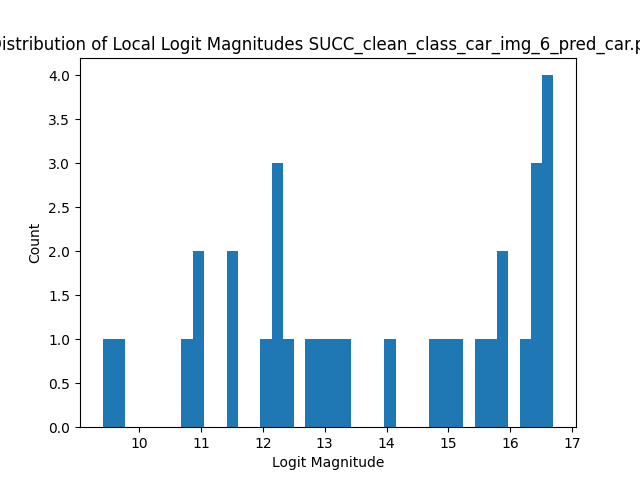 Distribution of Local Logit Magnitudes SUCC_clean_class_car_img_6_pred_car.p
4.0
3.5
3.0
2.5
2.0
1.5
1.0
0.5
0.0
Count
10 11 12 13 14 15 16 17
Logit Magnitude